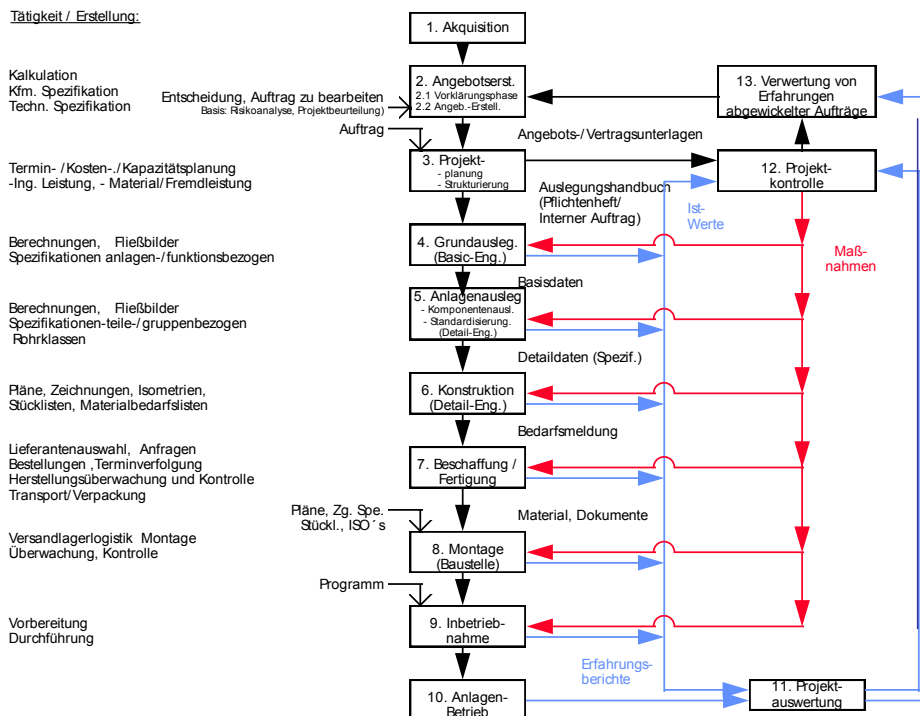 Tätigkeit / Erstellung:
1. Akquisition
Kalkulation
Kfm. Spezifikation
Techn. Spezifikation
Entscheidung, Auftrag zu bearbeiten
Basis: Risikoanalyse, Projektbeurteilung)
2. Angebotserst.
2.1 Vorklärungsphase
2.2 Angeb.-Erstell.
13. Verwertung von
Erfahrungen
abgewickelter Aufträge
Auftrag
Angebots-/Vertragsunterlagen
Termin- /Kosten-./Kapazitätsplanung
-Ing. Leistung, - Material/Fremdleistung
3. Projekt-
- planung
- Strukturierung
12. Projekt-
kontrolle
Auslegungshandbuch
(Pflichtenheft/
Interner Auftrag)
Ist-
Werte
Maß-
nahmen
Berechnungen, Fließbilder
Spezifikationen anlagen-/funktionsbezogen
4. Grundausleg.
(Basic-Eng.)
Basisdaten
Berechnungen, Fließbilder
Spezifikationen-teile-/gruppenbezogen
Rohrklassen
5. Anlagenausleg
- Komponentenausl.
- Standardisierung.
(Detail-Eng.)
Detaildaten (Spezif.)
Pläne, Zeichnungen, Isometrien,
Stücklisten, Materialbedarfslisten
6. Konstruktion
(Detail-Eng.)
Bedarfsmeldung
Lieferantenauswahl, Anfragen
Bestellungen ,Terminverfolgung
Herstellungsüberwachung und Kontrolle
Transport/Verpackung
7. Beschaffung /
Fertigung
Pläne, Zg. Spe.
Stückl., ISO´s
Material, Dokumente
Versandlagerlogistik Montage
Überwachung, Kontrolle
8. Montage
(Baustelle)
Programm
Vorbereitung
Durchführung
9. Inbetrieb-
nahme
Erfahrungs-
berichte
10. Anlagen-
Betrieb
11. Projekt-
auswertung